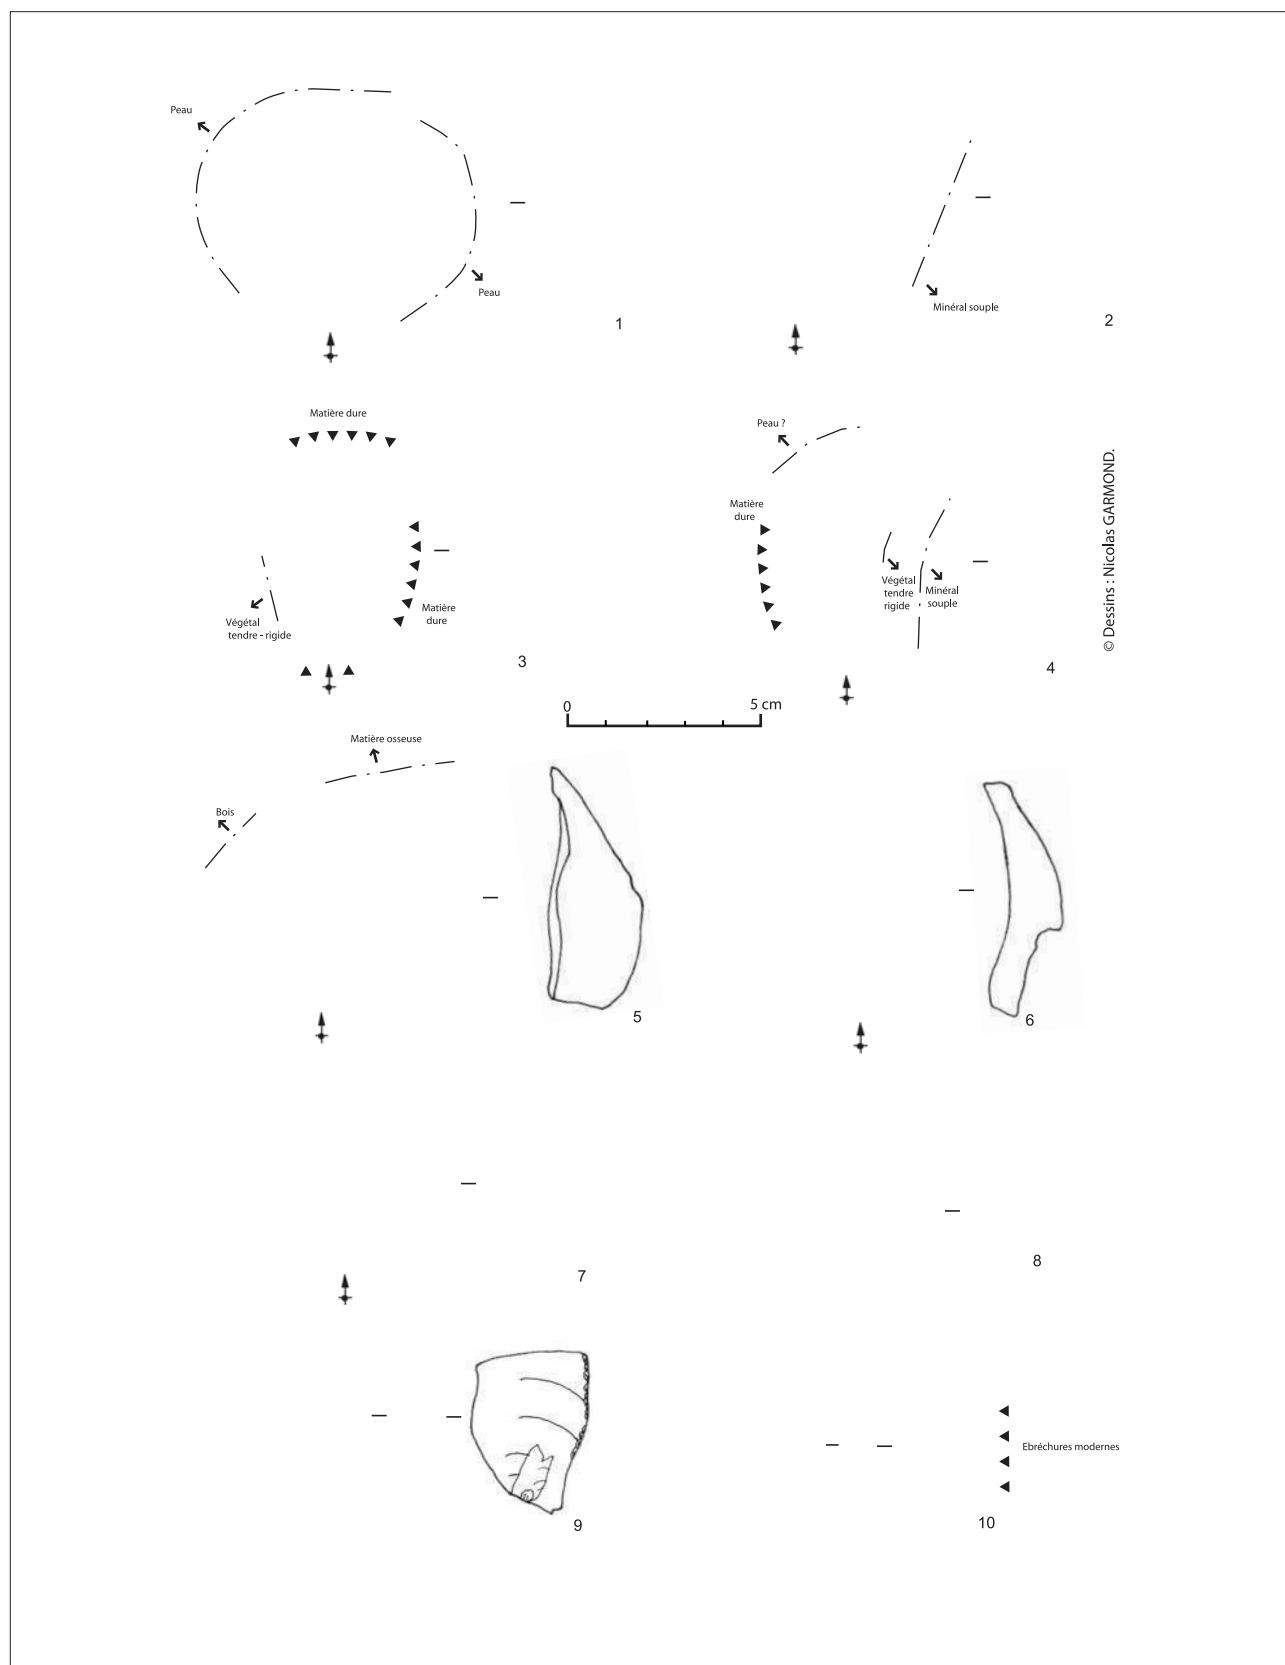 Peau
Peau
1
Minéral souple
2
Matière dure
Végétal
tendre - rigide
Matière
dure
3
Peau ?
Matière
dure
Végétal
tendre
rigide
Minéral
souple
4
© Dessins : Nicolas GARMOND.
0
5 cm
Matière osseuse
Bois
5
6
7
8
9
Ebréchures modernes
10